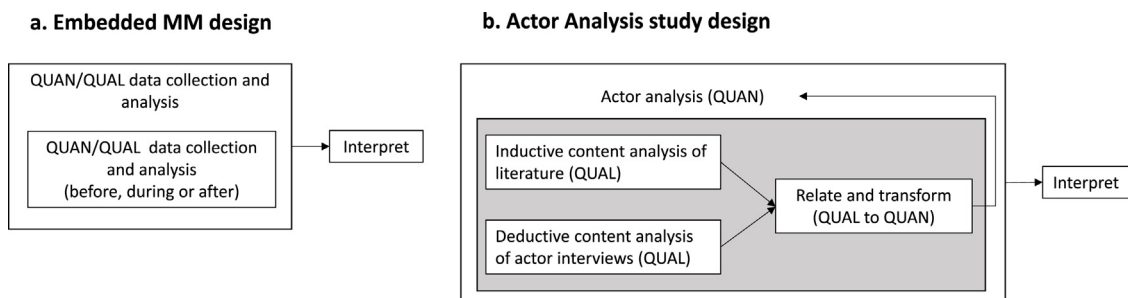 a. Embedded MM design
QUAN/QUAL data collection and
analysis
QUAN/QUAL data collection
and analysis
(before, during or after)
Interpret
b. Actor Analysis study design
Actor analysis (QUAN)
Inductive content analysis of
literature (QUAL)
Deductive content analysis
of actor interviews (QUAL)
Relate and transform
(QUAL to QUAN)
Interpret